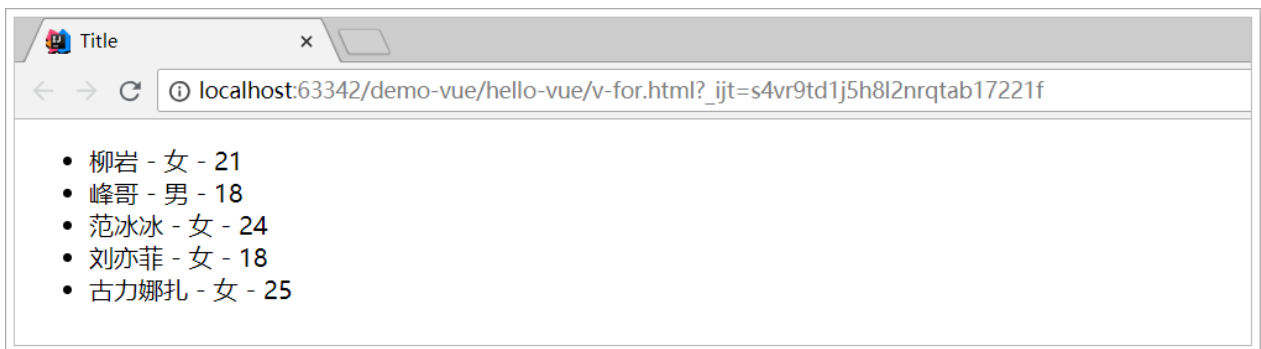 Title
localhost:63342/demo-vue/hello-vue/v-for.html?_ijt=s4vr9td1j5h8l2nrqtab17221f
柳岩 - 女 - 21
峰哥 - 男 - 18
范冰冰 - 女 - 24
刘亦菲 - 女 - 18
古力娜扎 - 女 - 25